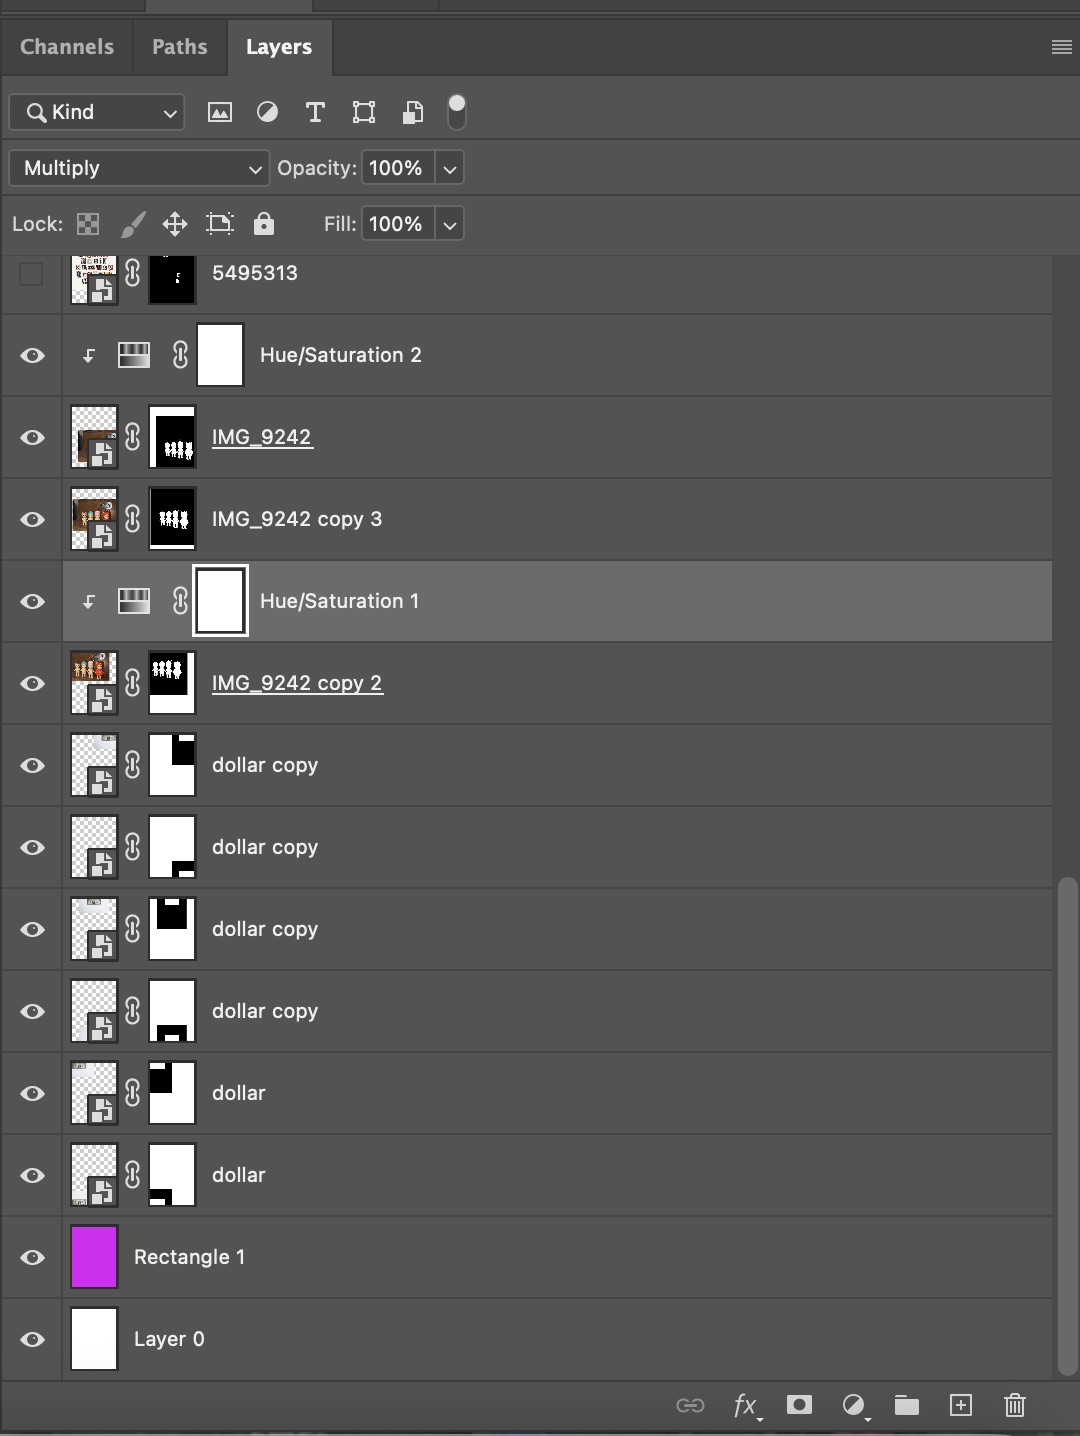 Channels Paths Layers
Kind
Multiply Opacity: 100%
Lock: Fill: 100%
5495313
Hue/Saturation 2
IMG_9242
IMG_9242 copy 3
Hue/Saturation 1
IMG_9242 copy 2
dollar copy
dollar copy
dollar copy
dollar copy
dollar
dollar
Rectangle 1
Layer 0
fx